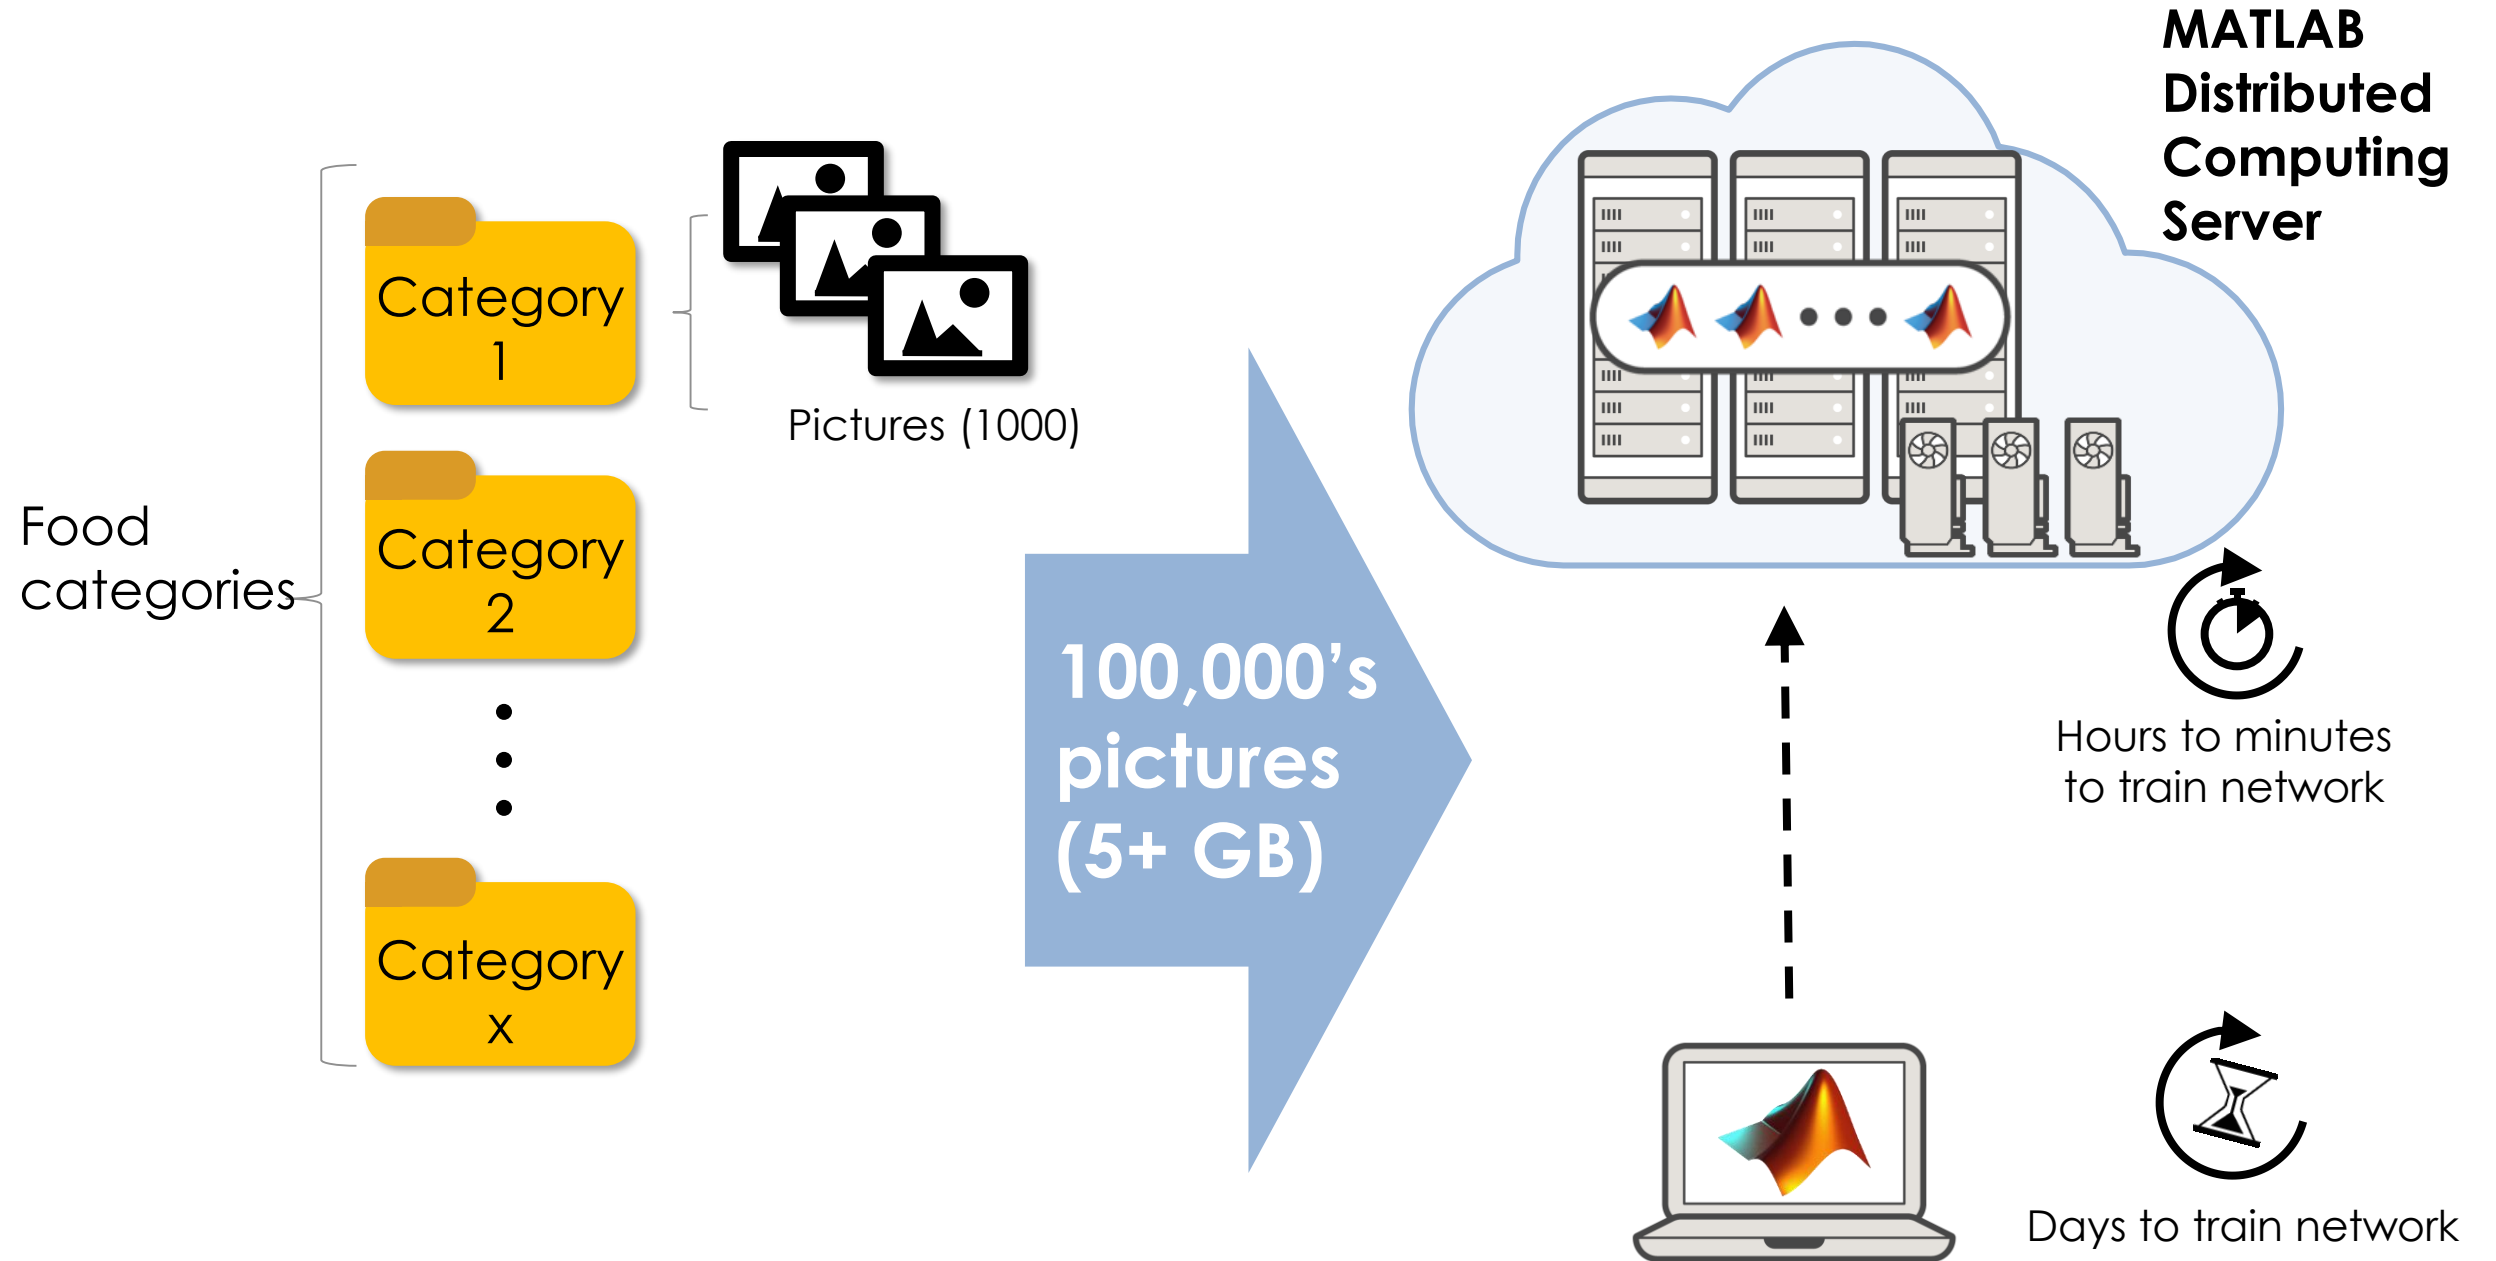 Food
categories
Category
1
Category
2
Category
x
Pictures (1000)
100,000's
pictures
(5+ GB)
MATLAB
Distributed
Computing
Server
Hours to minutes
to train network
Days to train network